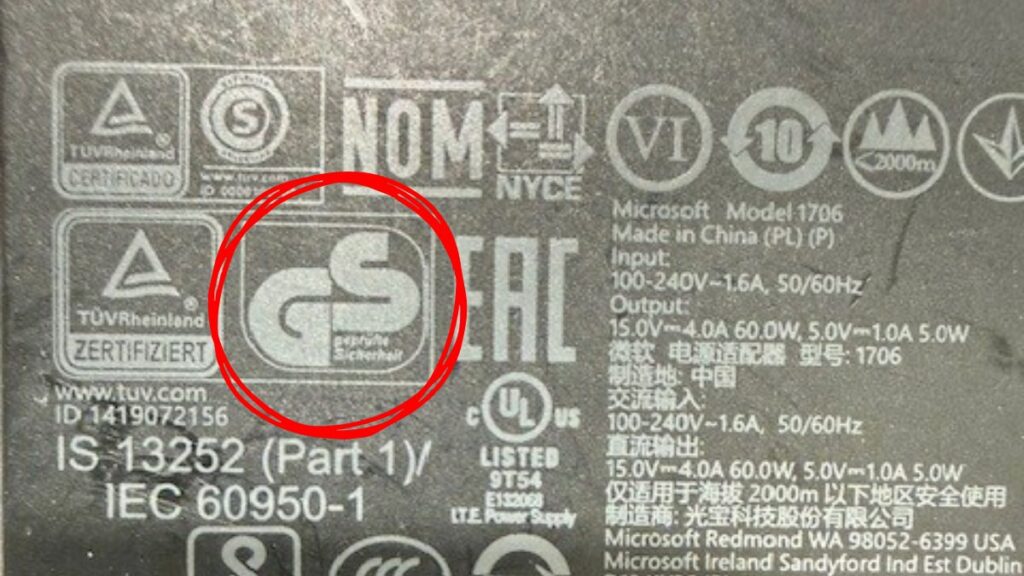 TÜVRheinland
CERTIFICADO
S
www.tuv.com
NOM
NYCE
VI
10
≤2000m
TÜVRheinland®
ZERTIFIZIERT
GS
geprüfte
Sicherheit
EAC
www.tuv.com
ID 1419072156
IS 13252 (Part 1)/
IEC 60950-1
c UL US
LISTED
9T54
E132068
I.T.E. Power Supply
Microsoft Model 1706
Made in China (PL) (P)
Input:
100-240V~1.6A, 50/60Hz
Output:
15.0V⎓4.0A 60.0W, 5.0V⎓1.0A 5.0W
微软 电源适配器 型号: 1706
制造地: 中国
交流输入:
100-240V~1.6A, 50/60Hz
直流输出:
15.0V⎓4.0A 60.0W, 5.0V⎓1.0A 5.0W
仅适用于海拔 2000m 以下地区安全使用
制造商: 光宝科技股份有限公司
Microsoft Redmond WA 98052-6399 USA
Microsoft Ireland Sandyford Ind Est Dublin